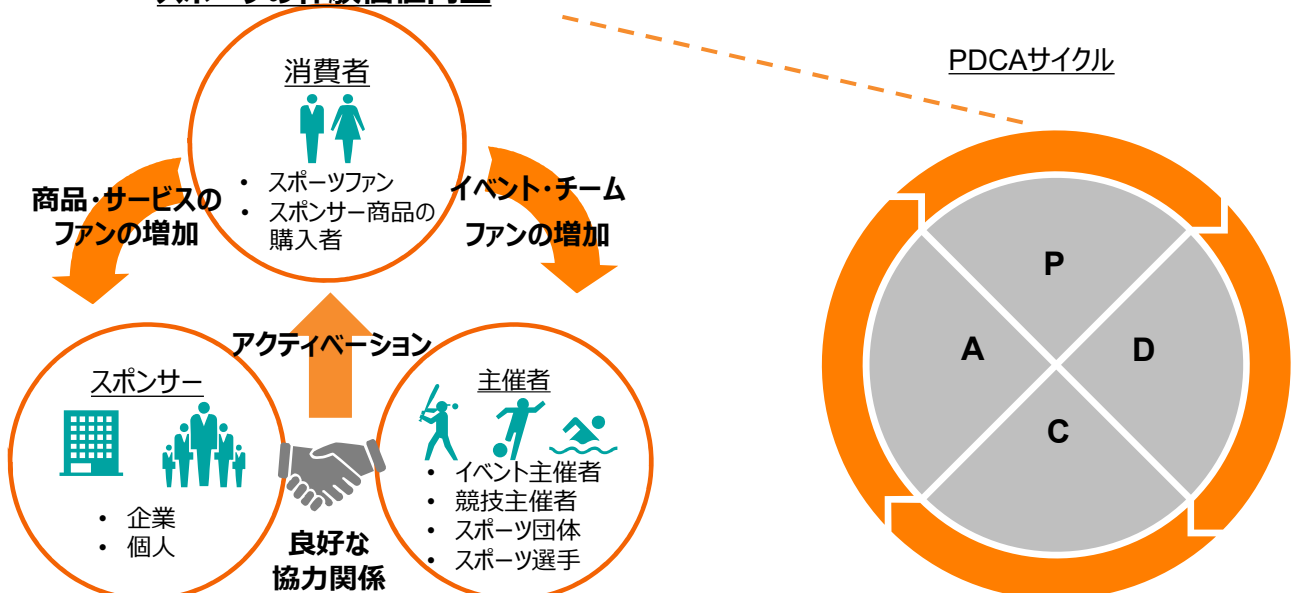 消費者
・ スポーツファン
・ スポンサー商品の
購入者
商品・サービスの
ファンの増加
イベント・チーム
ファンの増加
アクティベーション
スポンサー
・ 企業
・ 個人
良好な
協力関係
主催者
・ イベント主催者
・ 競技主催者
・ スポーツ団体
・ スポーツ選手
PDCAサイクル
P
A
D
C